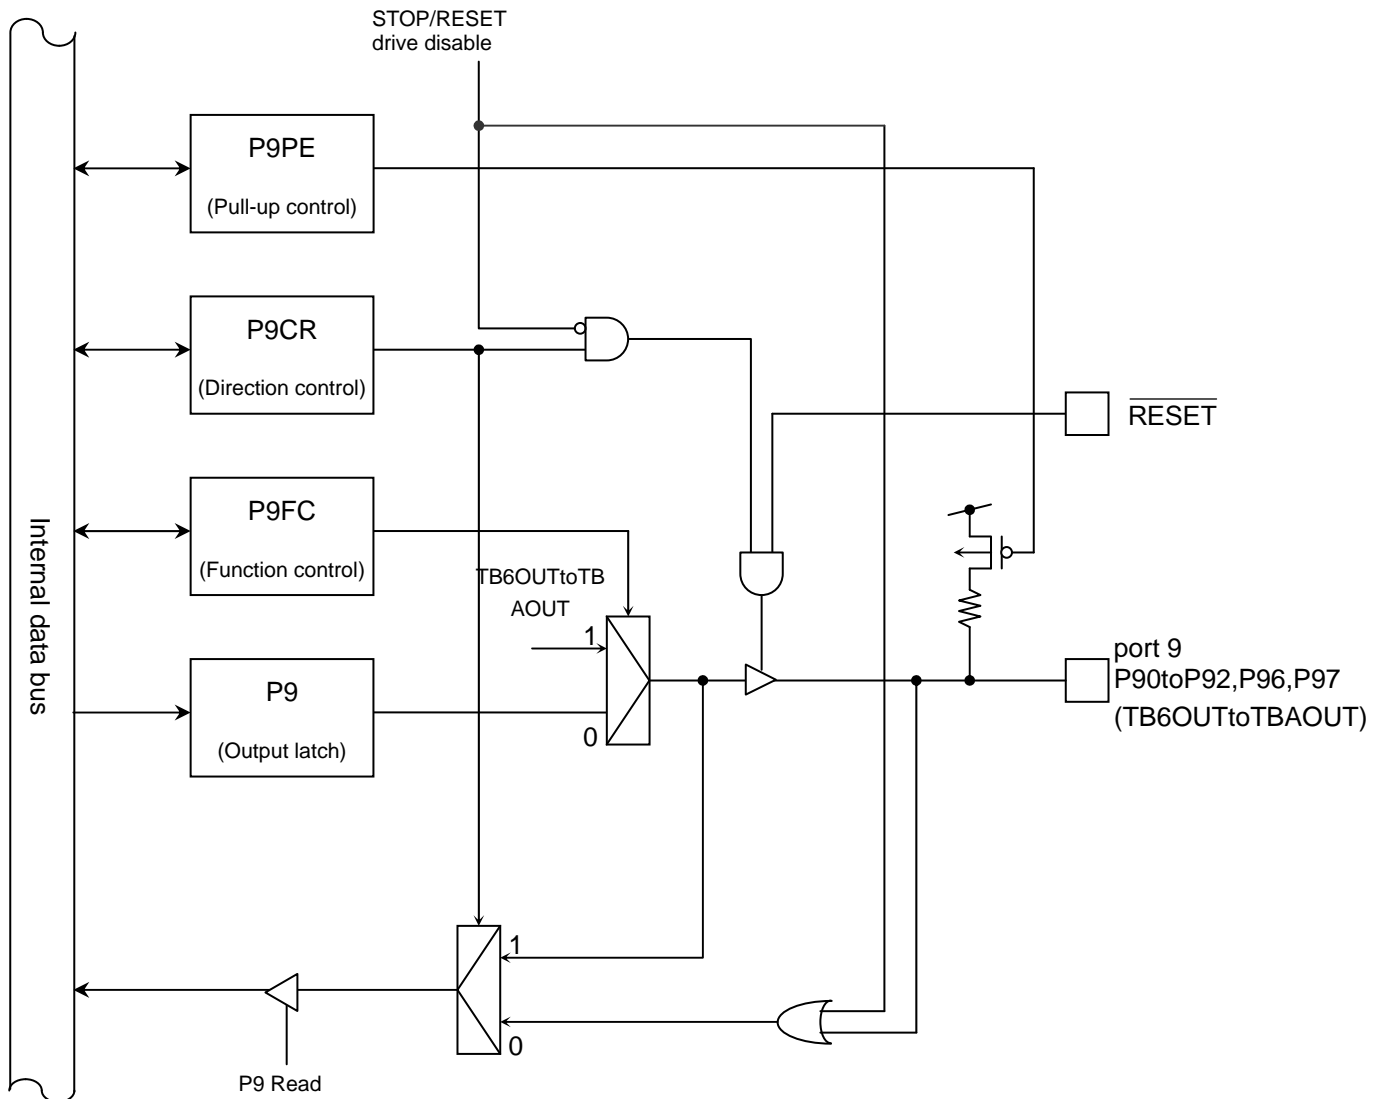 STOP/RESET
drive disable
P9PE
(Pull-up control)
P9CR
(Direction control)
RESET
P9FC
(Function control)
Internal data bus
TB6OUTtoTB
AOUT
1
0
P9
(Output latch)
port 9
P90toP92,P96,P97
(TB6OUTtoTBAOUT)
1
0
P9 Read